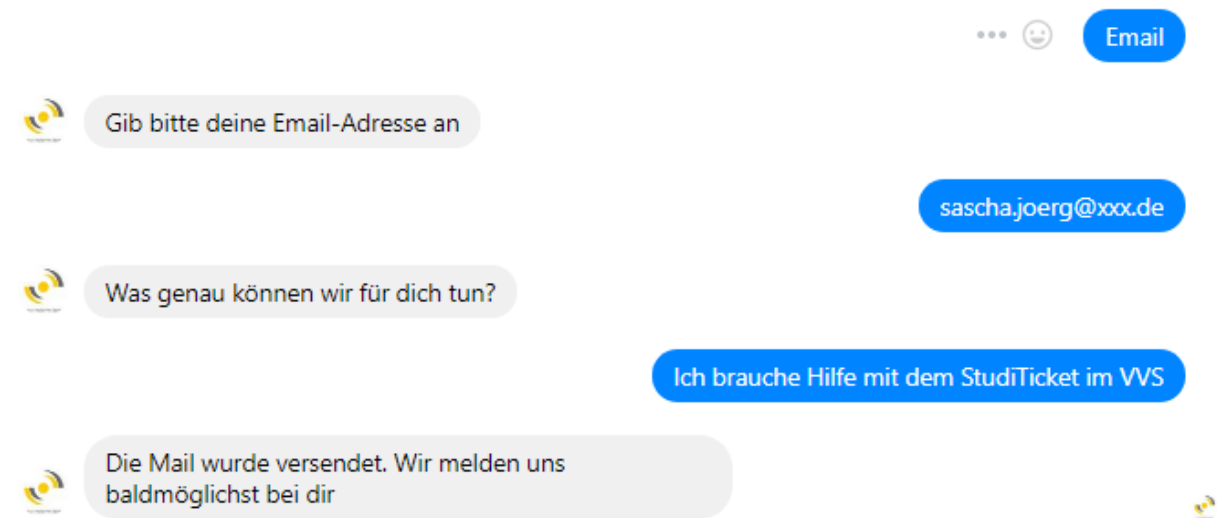 Email
Gib bitte deine Email-Adresse an
sascha.joerg@xxx.de
Was genau können wir für dich tun?
Ich brauche Hilfe mit dem StudiTicket im VVS
Die Mail wurde versendet. Wir melden uns
baldmöglichst bei dir